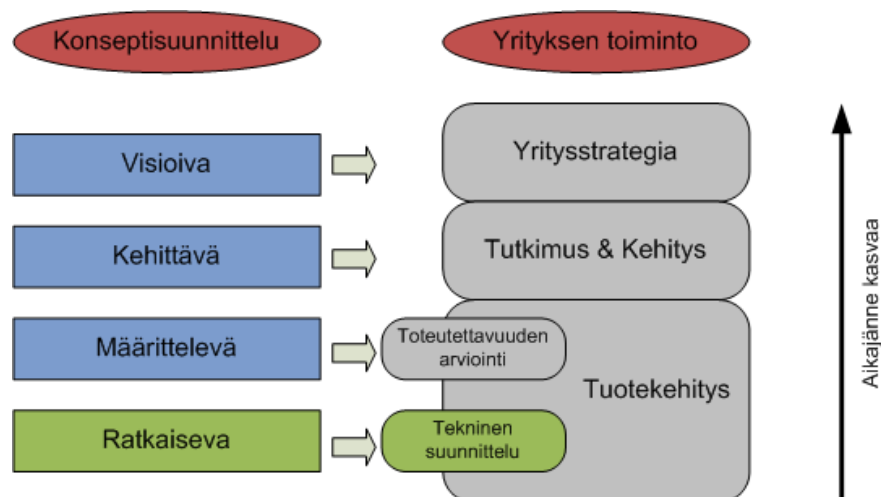 Konseptisuunnittelu
Yrityksen toiminto
Visioiva
Yritysstrategia
Kehittävä
Tutkimus & Kehitys
Määrittelevä
Toteutettavuuden
arviointi
Tuotekehitys
Ratkaiseva
Tekninen
suunnittelu
Aikajänne kasvaa